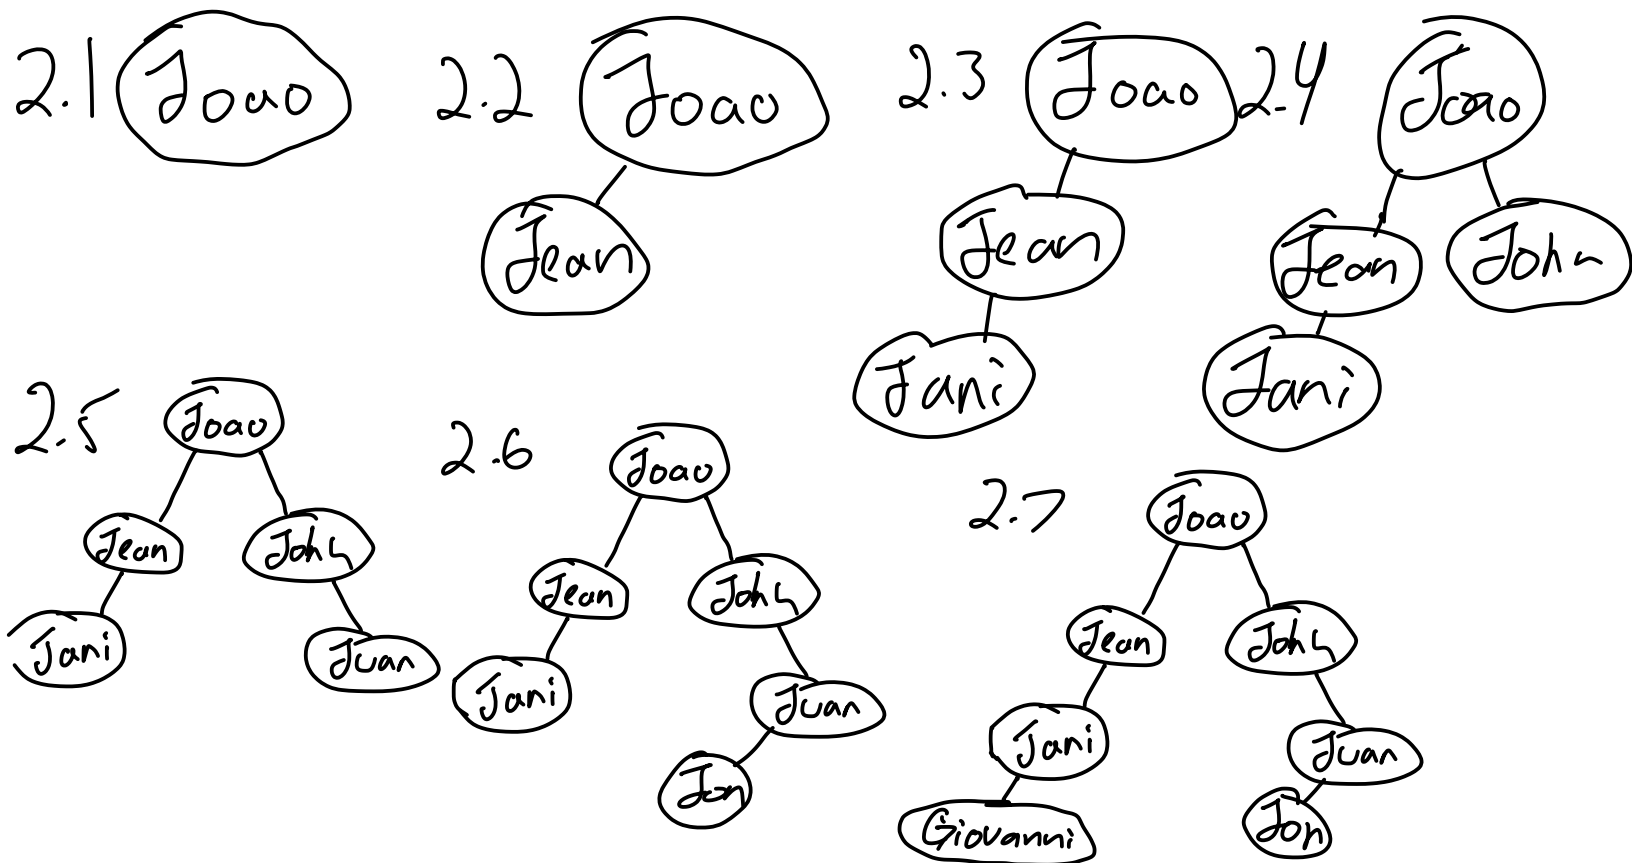 2.1 Joao
2.2 Joao
Jean
2.3 Joao
Jean
Jani
2.4 Joao
Jean John
Jani
2.5 Joao
Jean John
Jani Juan
2.6 Joao
Jean John
Jani Juan
Jon
2.7 Joao
Jean John
Jani Juan
Giovanni Jon